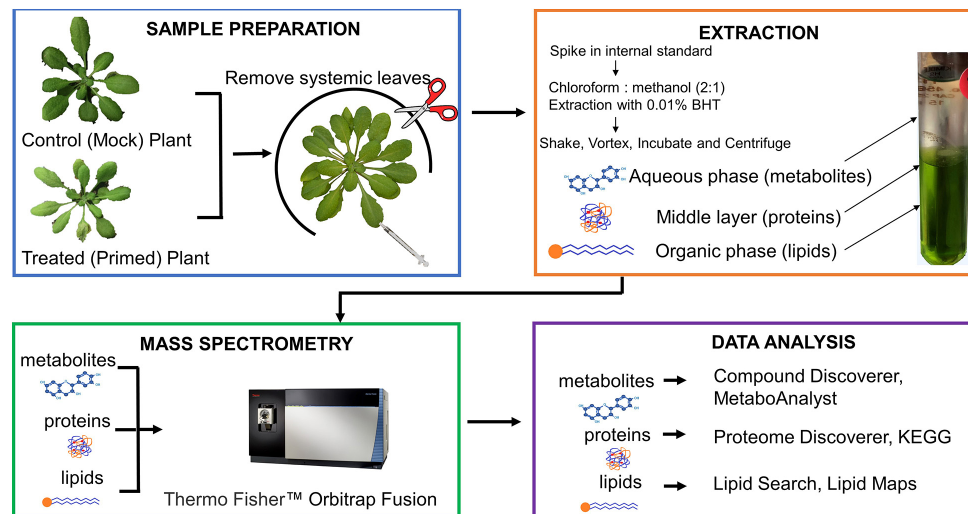 SAMPLE PREPARATION
Control (Mock) Plant
Treated (Primed) Plant
Remove systemic leaves
EXTRACTION
Spike in internal standard
Chloroform : methanol (2:1)
Extraction with 0.01% BHT
Shake, Vortex, Incubate and Centrifuge
Aqueous phase (metabolites)
Middle layer (proteins)
Organic phase (lipids)
MASS SPECTROMETRY
metabolites
proteins
lipids
Thermo Fisher™ Orbitrap Fusion
DATA ANALYSIS
metabolites
Compound Discoverer,
MetaboAnalyst
proteins
Proteome Discoverer, KEGG
lipids
Lipid Search, Lipid Maps